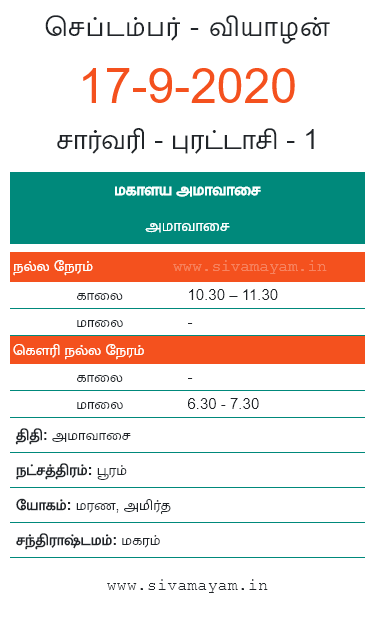 செப்டம்பர் - வியாழன்
17-9-2020
சார்வரி - புரட்டாசி - 1
மகாளய அமாவாசை
அமாவாசை
நல்ல நேரம் www.sivamayam.in
காலை 10.30 – 11.30
மாலை -
கௌரி நல்ல நேரம்
காலை -
மாலை 6.30 - 7.30
திதி: அமாவாசை
நட்சத்திரம்: பூரம்
யோகம்: மரண, அமிர்த
சந்திராஷ்டமம்: மகரம்
www.sivamayam.in